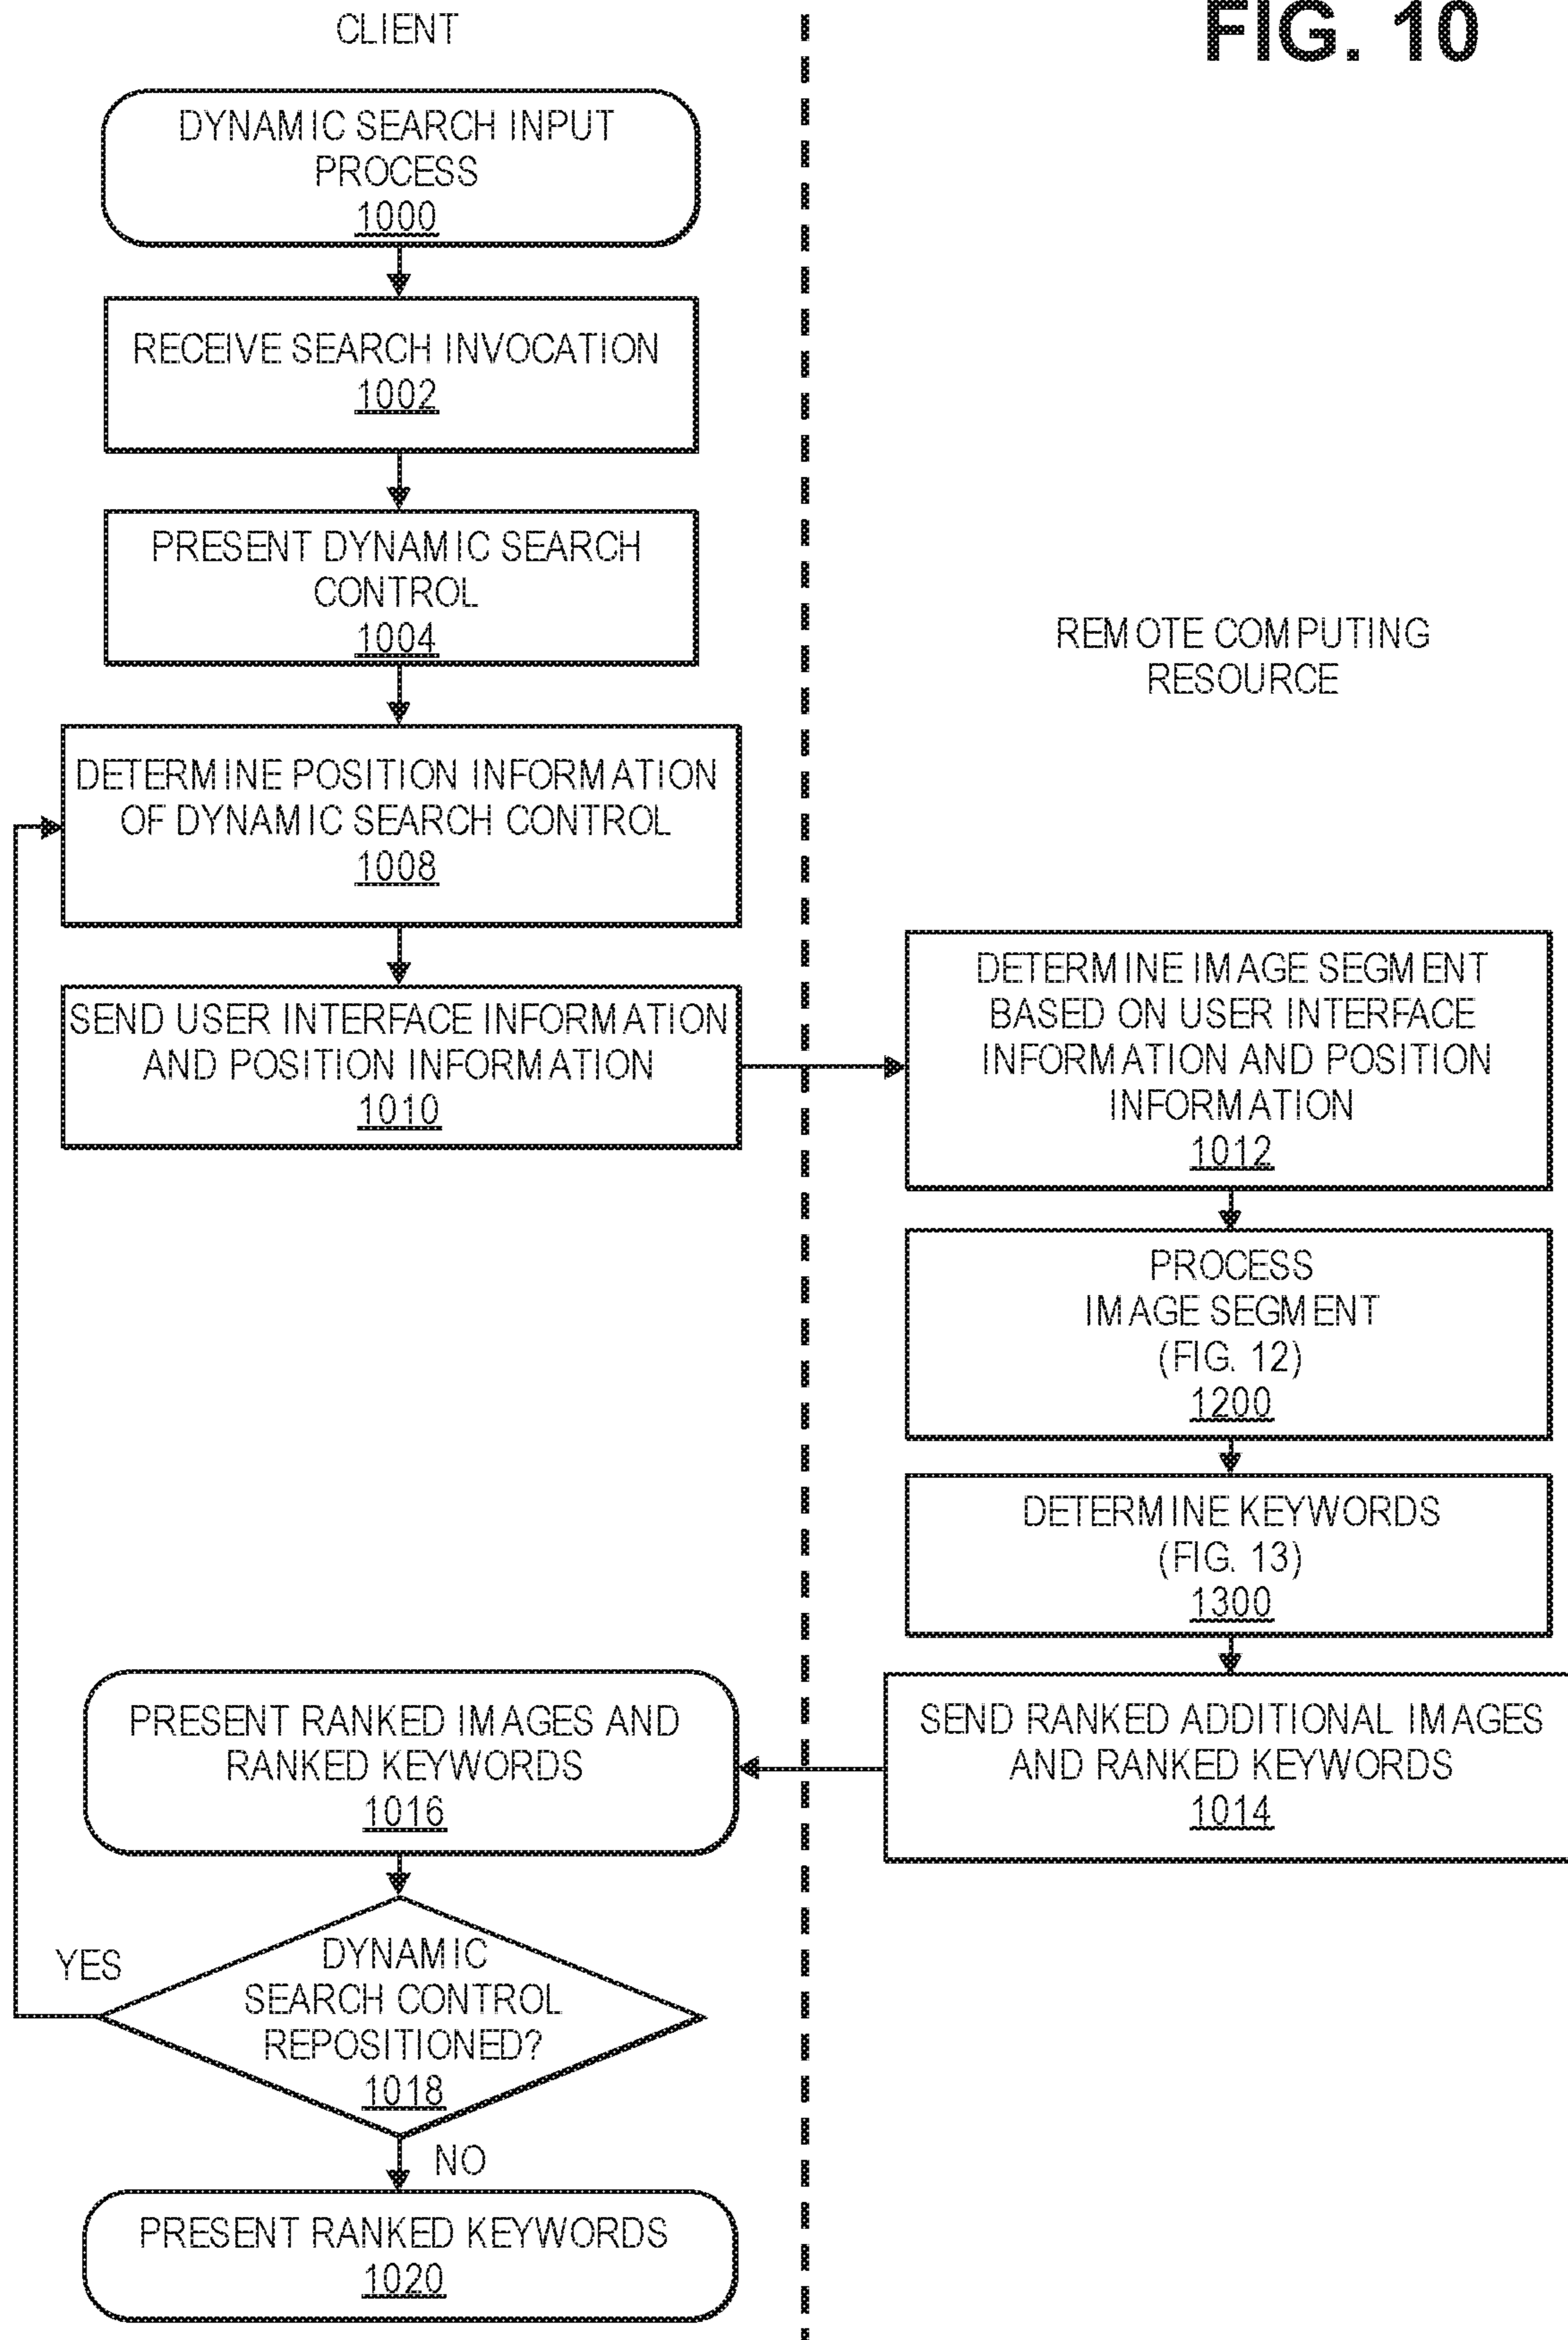 FIG. 10
CLIENT
DYNAMIC SEARCH INPUT
PROCESS
1000
RECEIVE SEARCH INVOCATION
1002
PRESENT DYNAMIC SEARCH
CONTROL
1004
REMOTE COMPUTING
RESOURCE
DETERMINE POSITION INFORMATION
OF DYNAMIC SEARCH CONTROL
1008
SEND USER INTERFACE INFORMATION
AND POSITION INFORMATION
1010
DETERMINE IMAGE SEGMENT
BASED ON USER INTERFACE
INFORMATION AND POSITION
INFORMATION
1012
PROCESS
IMAGE SEGMENT
(FIG. 12)
1200
DETERMINE KEYWORDS
(FIG. 13)
1300
SEND RANKED ADDITIONAL IMAGES
AND RANKED KEYWORDS
1014
PRESENT RANKED IMAGES AND
RANKED KEYWORDS
1016
YES
DYNAMIC
SEARCH CONTROL
REPOSITIONED?
1018
NO
PRESENT RANKED KEYWORDS
1020